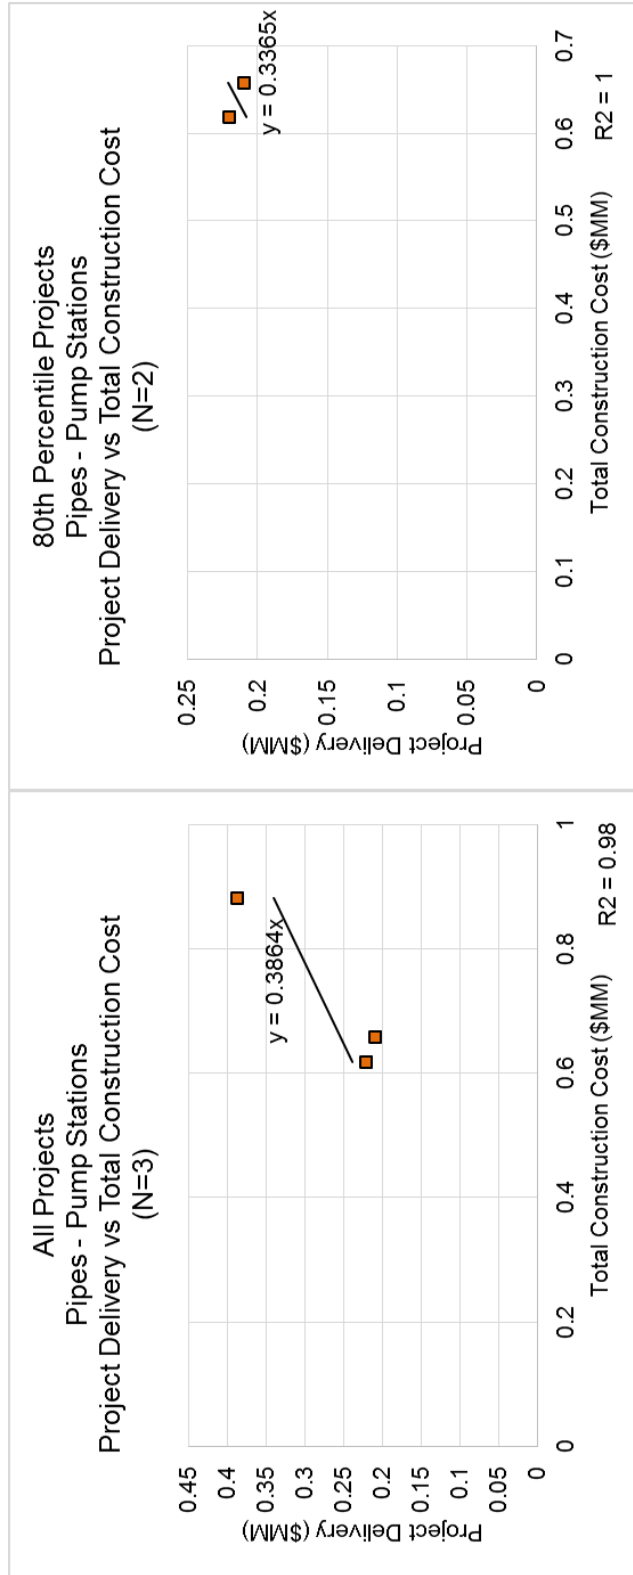 All Projects
Pipes - Pump Stations
Project Delivery vs Total Construction Cost
(N=3)
Project Delivery ($MM)
0.45
0.4
0.35
0.3
0.25
0.2
0.15
0.1
0.05
0
y = 0.3864x
0
0.2
0.4
0.6
0.8
1
Total Construction Cost ($MM)
R2 = 0.98
80th Percentile Projects
Pipes - Pump Stations
Project Delivery vs Total Construction Cost
(N=2)
Project Delivery ($MM)
0.25
0.2
0.15
0.1
0.05
0
y = 0.3365x
0
0.1
0.2
0.3
0.4
0.5
0.6
0.7
Total Construction Cost ($MM)
R2 = 1